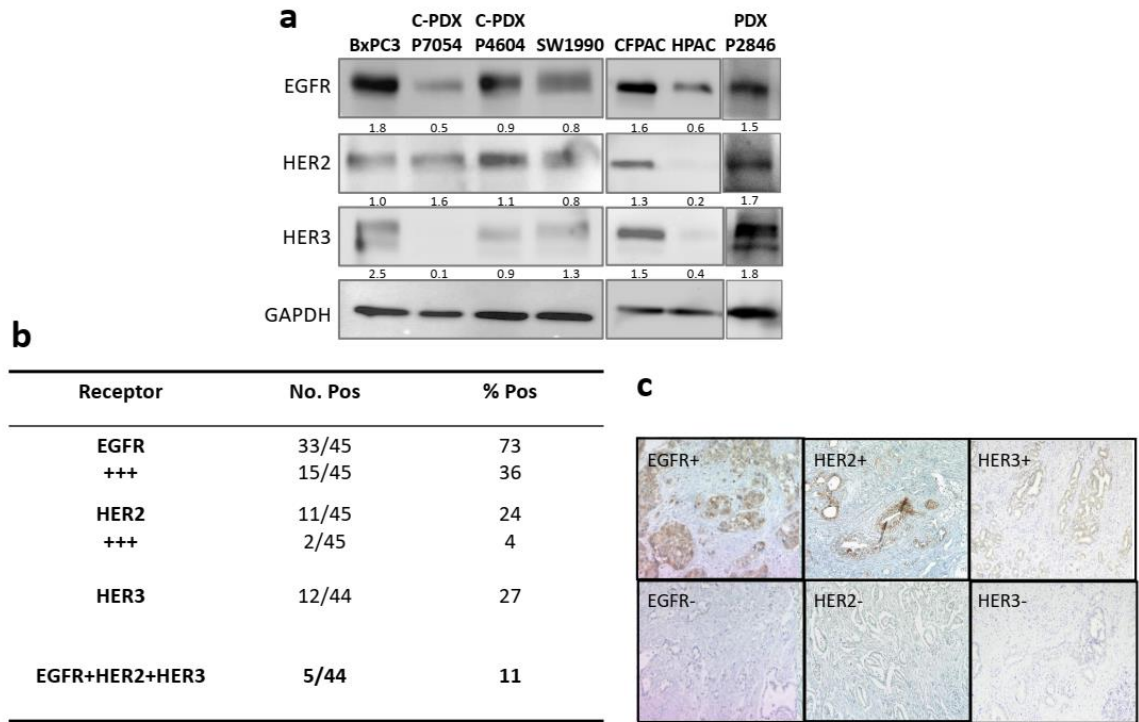 a
C-PDX C-PDX PDX
BxPC3 P7054 P4604 SW1990 CFPAC HPAC P2846
EGFR
1.8 0.5 0.9 0.8 1.6 0.6 1.5
HER2
1.0 1.6 1.1 0.8 1.3 0.2 1.7
HER3
2.5 0.1 0.9 1.3 1.5 0.4 1.8
GAPDH
b
Receptor No. Pos % Pos
EGFR 33/45 73
+++ 15/45 36
HER2 11/45 24
+++ 2/45 4
HER3 12/44 27
EGFR+HER2+HER3 5/44 11
c
EGFR+ HER2+ HER3+
EGFR- HER2- HER3-